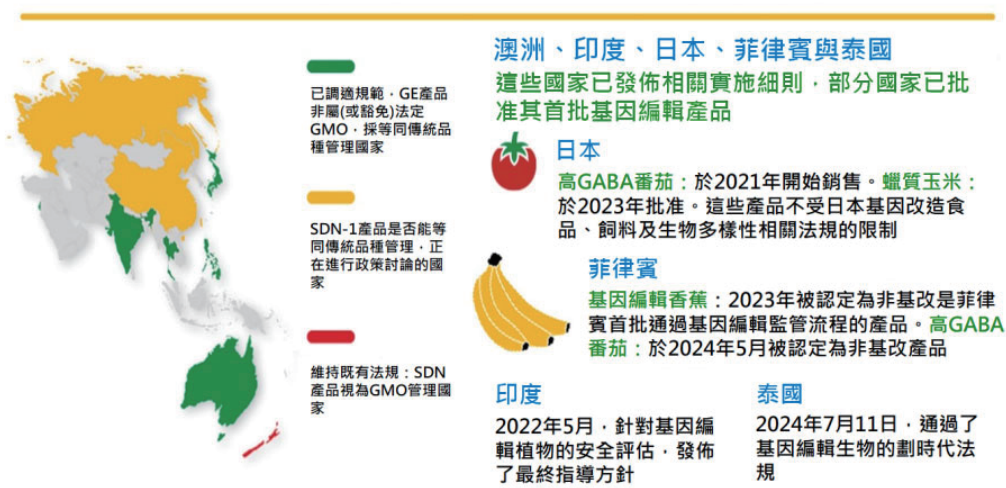 已調適規範，GE產品
非屬(或豁免)法定
GMO，採等同傳統品
種管理國家
SDN-1產品是否能等
同傳統品種管理，正
在進行政策討論的國
家
維持既有法規：SDN
產品視為GMO管理國
家
澳洲、印度、日本、菲律賓與泰國
這些國家已發佈相關實施細則，部分國家已批
准其首批基因編輯產品
日本
高GABA番茄：於2021年開始銷售。蠟質玉米：
於2023年批准。這些產品不受日本基因改造食
品、飼料及生物多樣性相關法規的限制
菲律賓
基因編輯香蕉：2023年被認定為非基改是菲律
賓首批通過基因編輯監管流程的產品。高GABA
番茄：於2024年5月被認定為非基改產品
印度
2022年5月，針對基因編
輯植物的安全評估，發佈
了最終指導方針
泰國
2024年7月11日，通過了
基因編輯生物的劃時代法
規